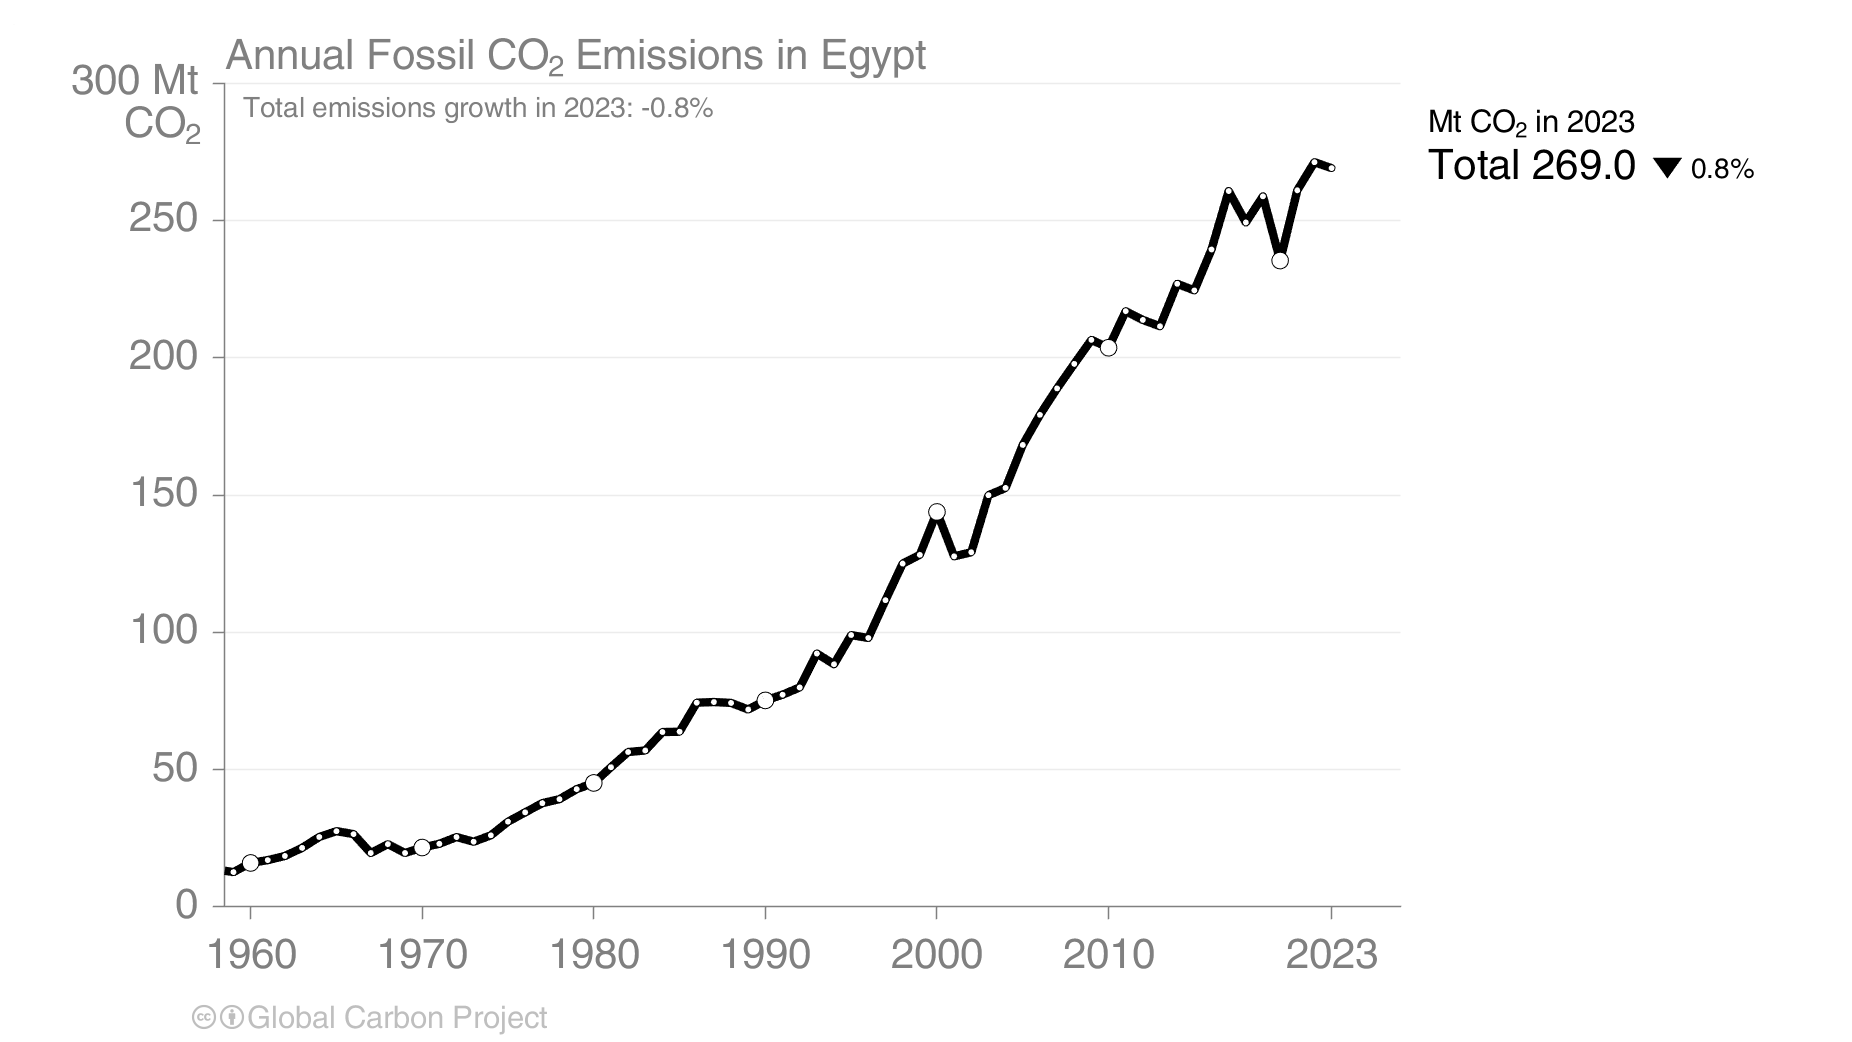 Annual Fossil CO₂ Emissions in Egypt
300 Mt
CO₂
Total emissions growth in 2023: -0.8%
Mt CO₂ in 2023
Total 269.0 ▼ 0.8%
250
200
150
100
50
0
1960 1970 1980 1990 2000 2010 2023
cc Global Carbon Project